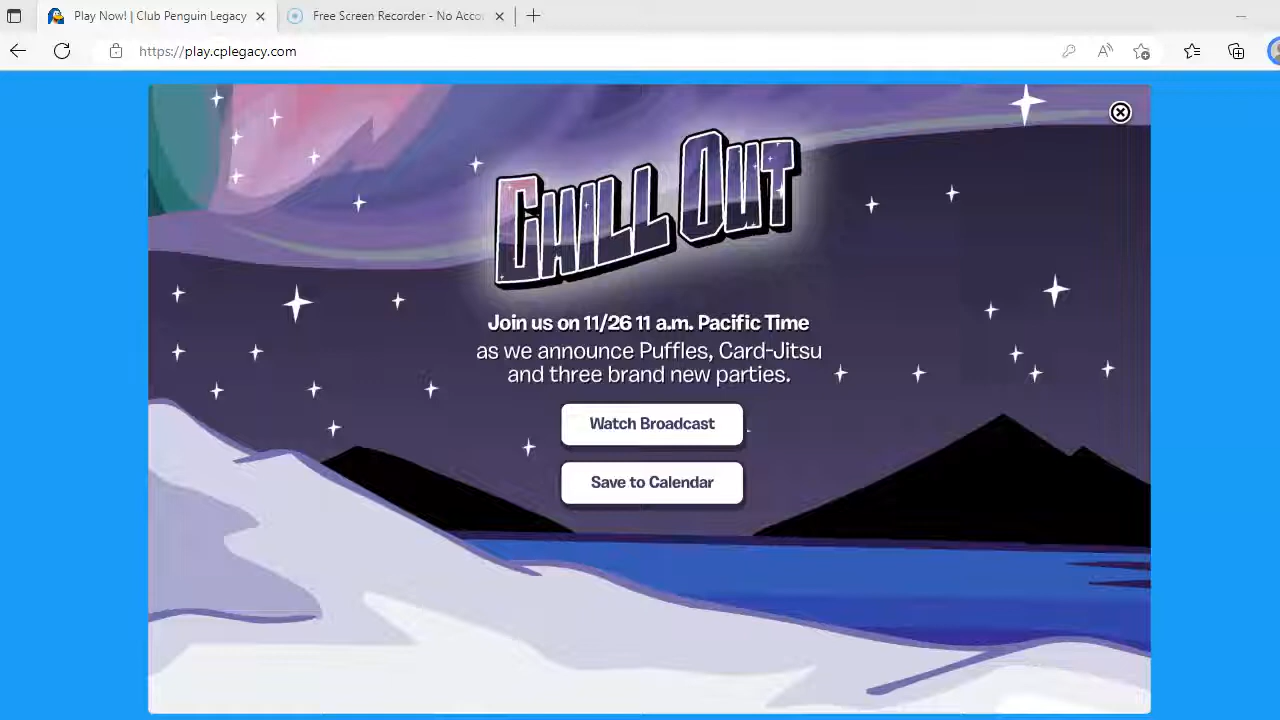 Play Now! | Club Penguin Legacy
Free Screen Recorder - No Acco
https://play.cplegacy.com
CHILL OUT
Join us on 11/26 11 a.m. Pacific Time
as we announce Puffles, Card-Jitsu
and three brand new parties.
Watch Broadcast
Save to Calendar